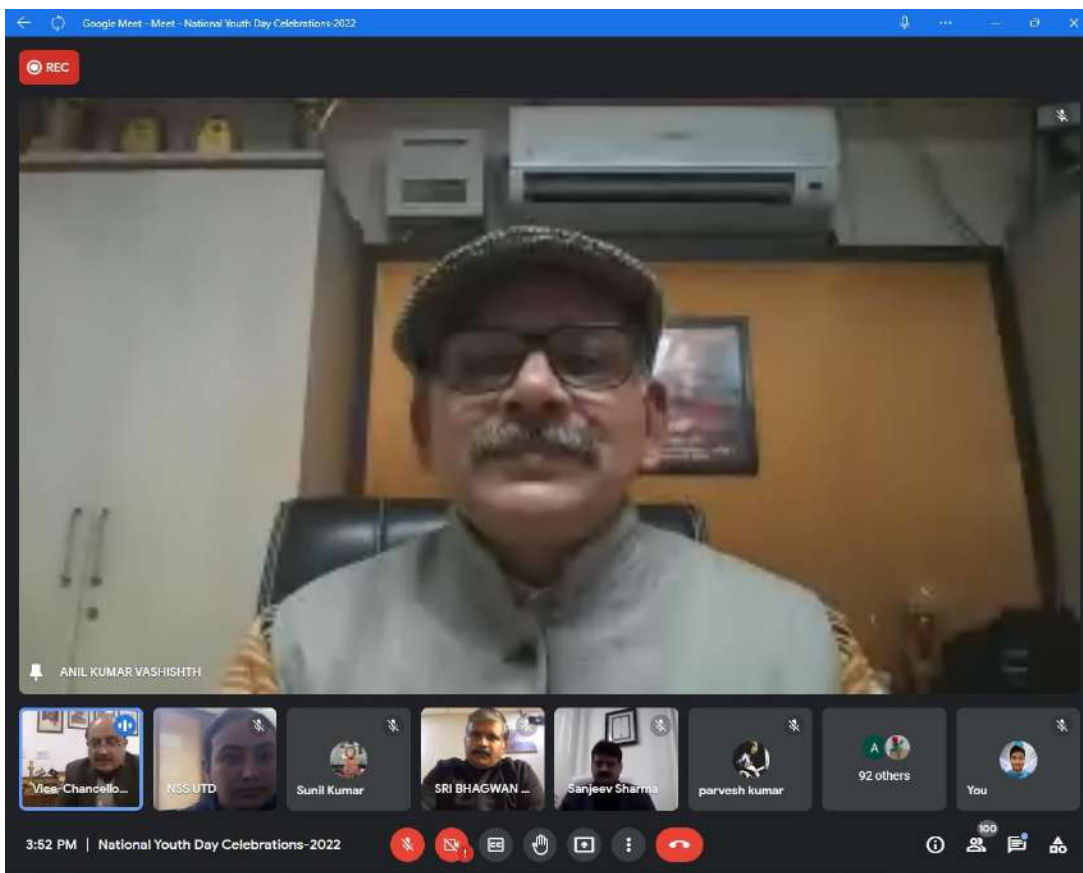 Google Meet - Meet - National Youth Day Celebrations-2022
REC
ANIL KUMAR VASHISHTH
Vice-Chancello...
NSS UTD
Sunil Kumar
SRI BHAGWAN ...
Sanjeev Sharma
parvesh kumar
A
92 others
You
3:52 PM | National Youth Day Celebrations-2022
CC
100